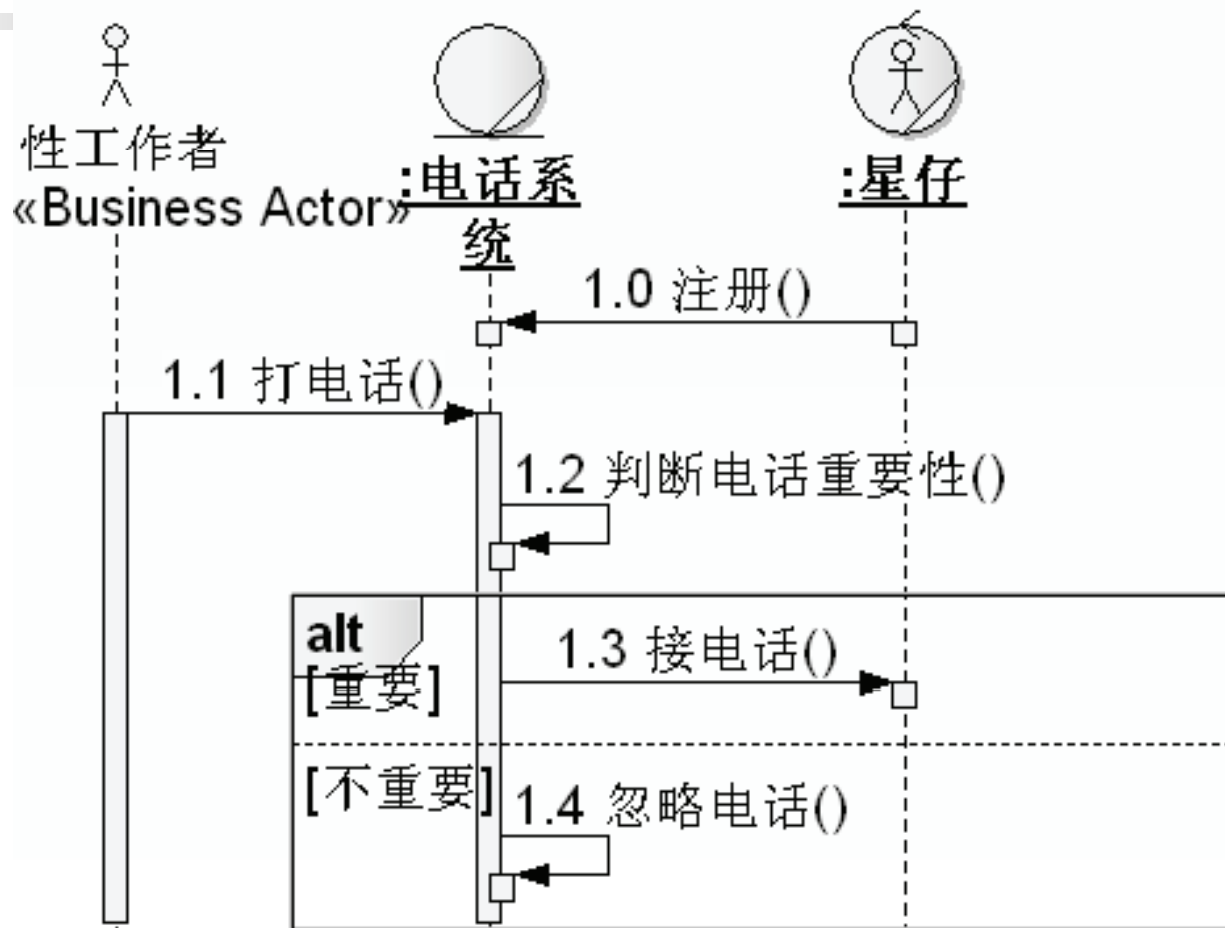 性工作者
«Business Actor»
:电话系
统
:星仔
1.0 注册()
1.1 打电话()
1.2 判断电话重要性()
alt
[重要]
1.3 接电话()
[不重要]
1.4 忽略电话()